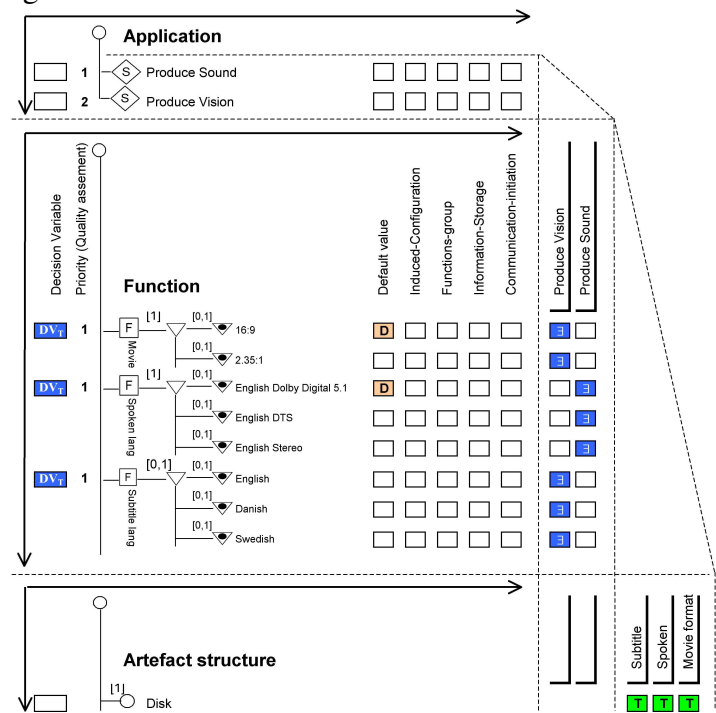 Application
1 S Produce Sound
2 S Produce Vision
Decision Variable
Priority (Quality assement)
Function
Default value
Induced-Configuration
Functions-group
Information-Storage
Communication-initiation
Produce Vision
Produce Sound
DVT 1 F [1] [0,1] 16:9 D Ǝ
Movie
[0,1] 2.35:1 Ǝ
DVT 1 F [1] [0,1] English Dolby Digital 5.1 D Ǝ
Spoken lang
[0,1] English DTS Ǝ
[0,1] English Stereo Ǝ
DVT 1 F [0,1] [0,1] English Ǝ
Subtitle lang
[0,1] Danish Ǝ
[0,1] Swedish Ǝ
Artefact structure
Subtitle
Spoken
Movie format
[1] Disk T T T